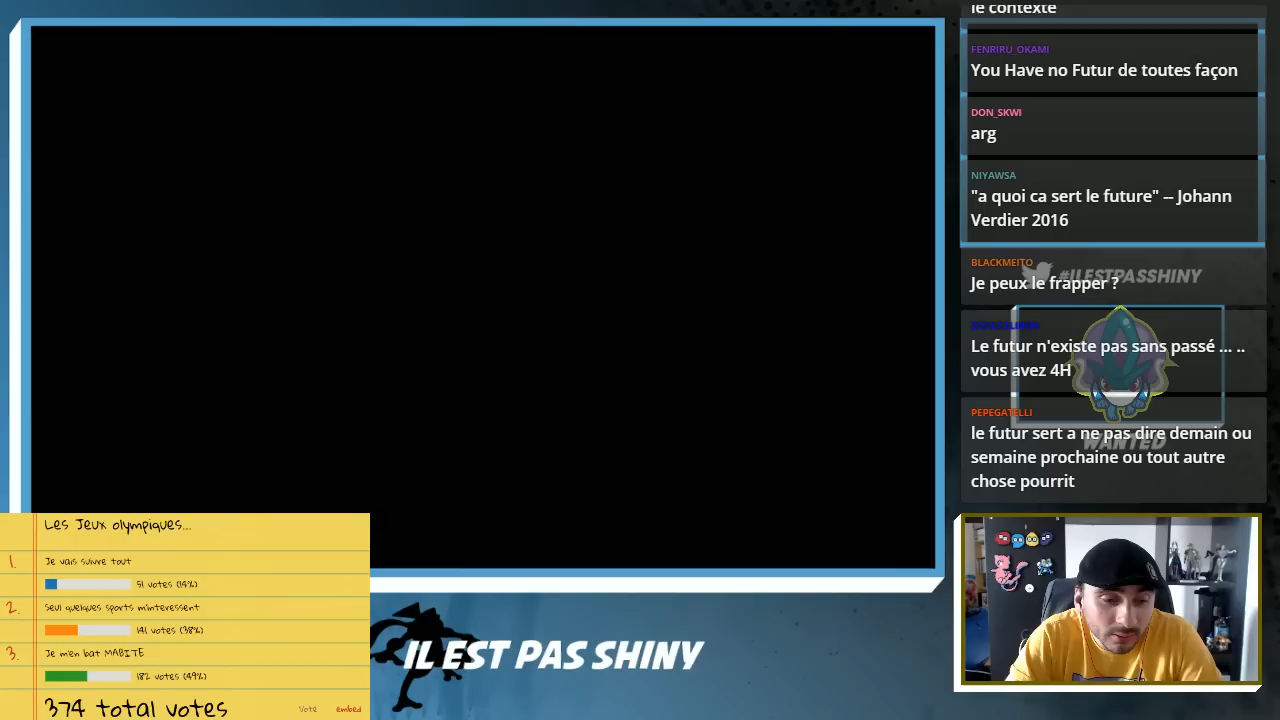 le contexte
FENRIRU_OKAMI
You Have no Futur de toutes façon
DON_SKWI
arg
NIYAWSA
"a quoi ca sert le future" -- Johann
Verdier 2016
BLACKMEITO
#ILESTPASSHINY
Je peux le frapper ?
Le futur n'existe pas sans passé ... ..
vous avez 4H
PEPEGATELLI
le futur sert a ne pas dire demain ou
WANTED
semaine prochaine ou tout autre
chose pourrit
Les Jeux olympiques...
1. Je vais suivre tout
51 votes (14%)
2. Seul quelques sports m'interessent
141 votes (38%)
3. Je m'en bat MABITE
182 votes (49%)
374 total votes
Vote embed
IL EST PAS SHINY